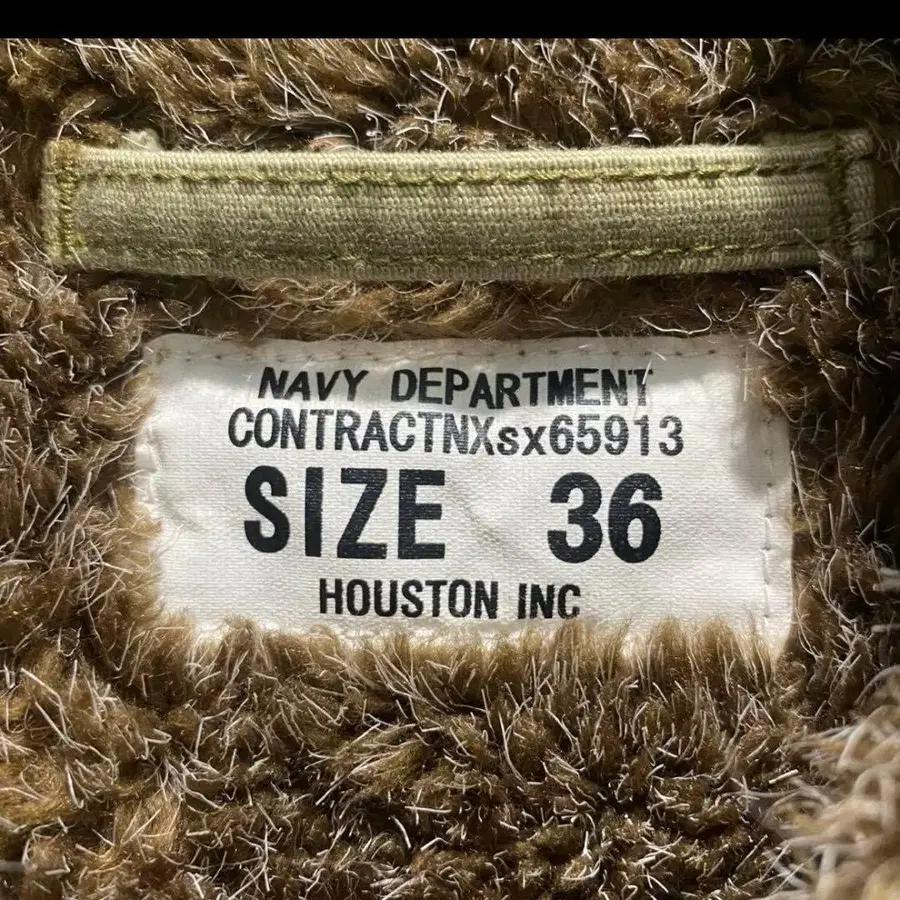 NAVY DEPARTMENT
CONTRACTNXsx65913
SIZE 36
HOUSTON INC